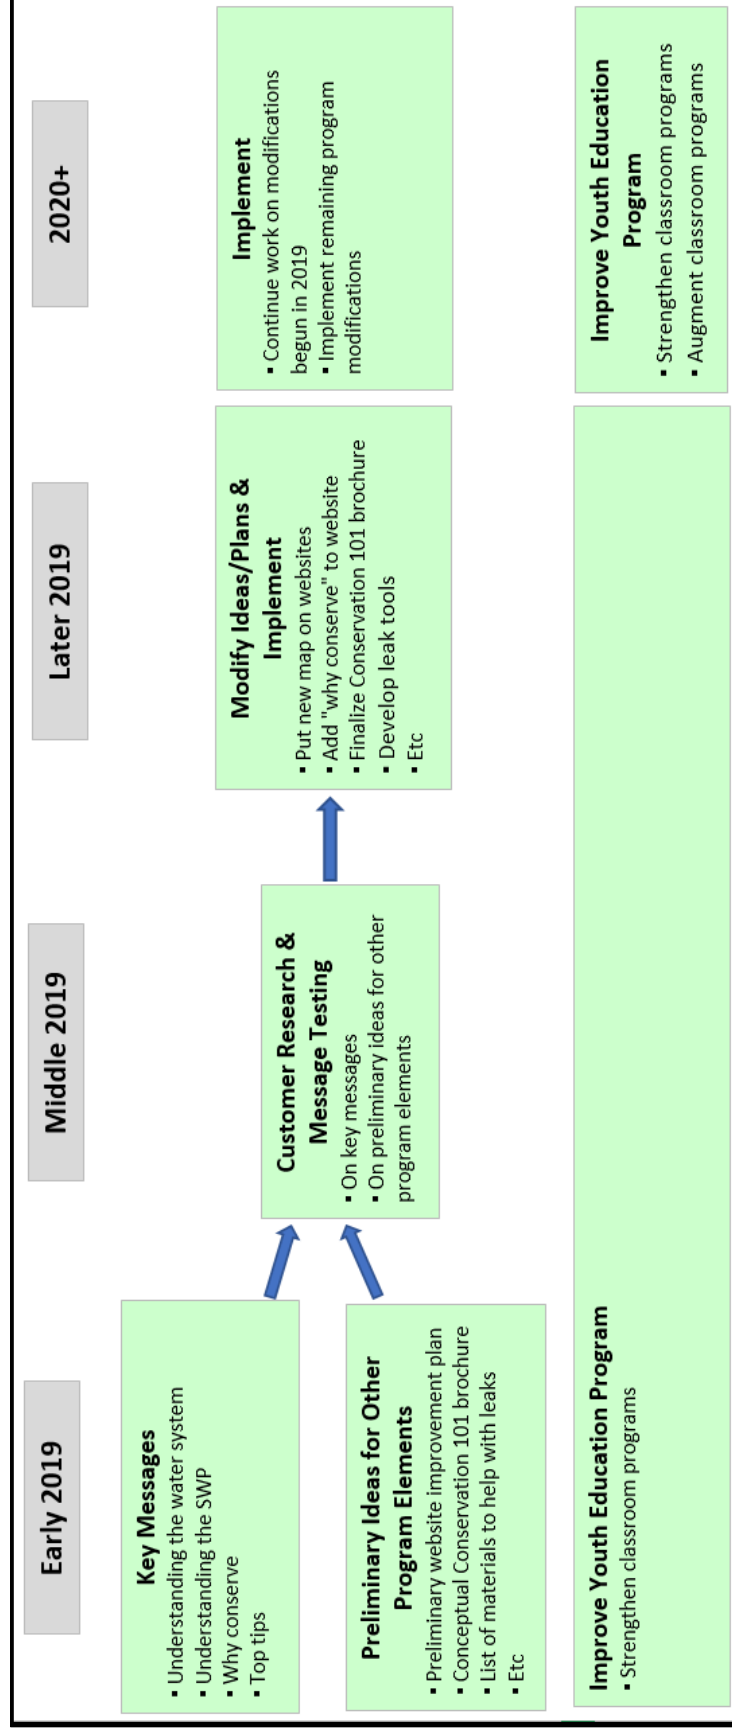 Early 2019
Middle 2019
Later 2019
2020+
Key Messages
▪ Understanding the water system
▪ Understanding the SWP
▪ Why conserve
▪ Top tips
Preliminary Ideas for Other
Program Elements
▪ Preliminary website improvement plan
▪ Conceptual Conservation 101 brochure
▪ List of materials to help with leaks
▪ Etc
Customer Research &
Message Testing
▪ On key messages
▪ On preliminary ideas for other
program elements
Modify Ideas/Plans &
Implement
▪ Put new map on websites
▪ Add "why conserve" to website
▪ Finalize Conservation 101 brochure
▪ Develop leak tools
▪ Etc
Implement
▪ Continue work on modifications
begun in 2019
▪ Implement remaining program
modifications
Improve Youth Education Program
▪ Strengthen classroom programs
Improve Youth Education
Program
▪ Strengthen classroom programs
▪ Augment classroom programs